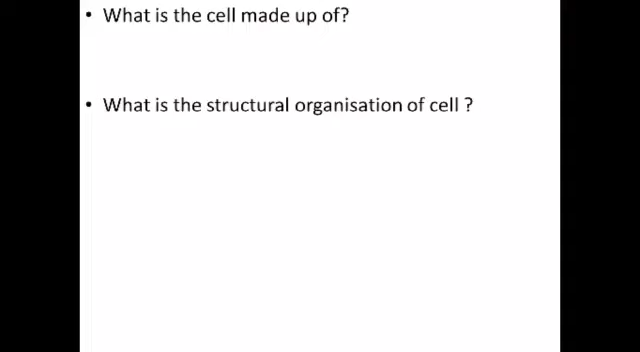 • What is the cell made up of?
• What is the structural organisation of cell ?